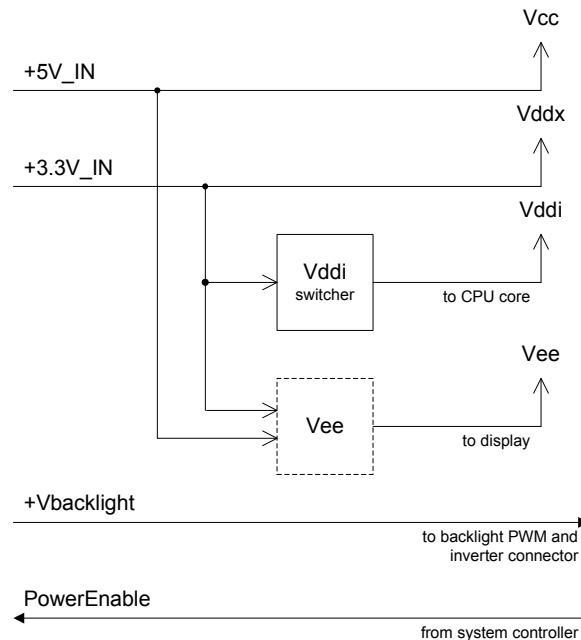 Vcc
+5V_IN
Vddx
+3.3V_IN
Vddi
Vddi
switcher
to CPU core
Vee
Vee
to display
+Vbacklight
to backlight PWM and
inverter connector
PowerEnable
from system controller